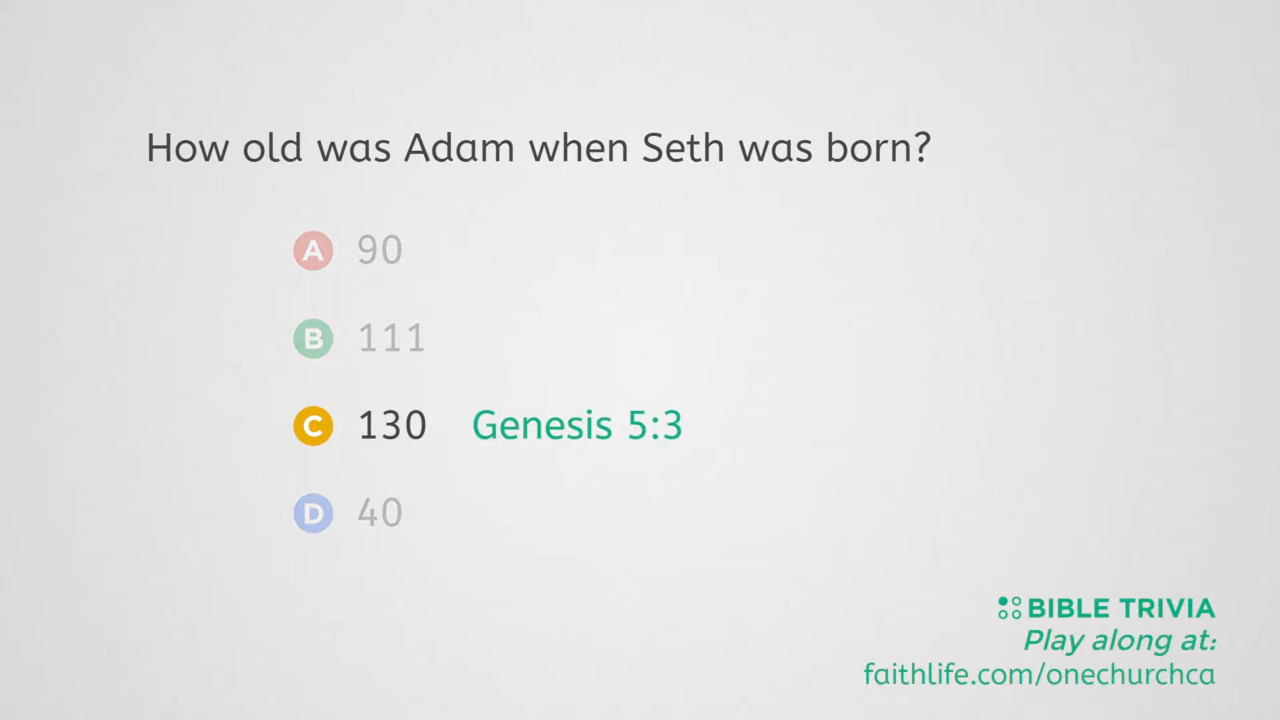 How old was Adam when Seth was born?
A 90
B 111
C 130 Genesis 5:3
D 40
BIBLE TRIVIA
Play along at:
faithlife.com/onechurchca